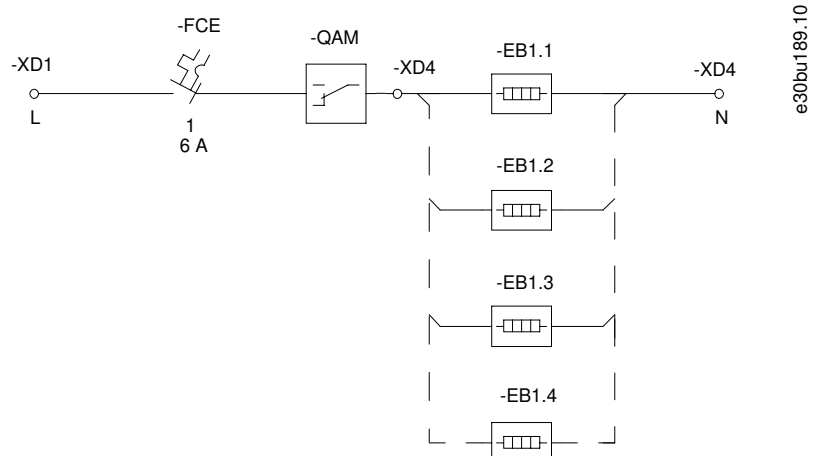 -FCE
-QAM
-EB1.1
-XD1
-XD4
-XD4
L
N
1
6 A
-EB1.2
-EB1.3
-EB1.4
e30bu189.10